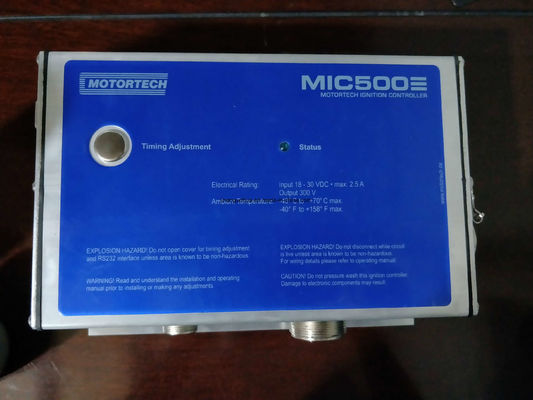 MOTORTECH
MIC500
MOTORTECH IGNITION CONTROLLER
Timing Adjustment
Status
Electrical Rating: Input 18 - 30 VDC • max: 2.5 A
Output 300 V
Ambient Temperature: -40° C to +70° C max.
-40° F to +158° F max.
www.motortech.de
EXPLOSION HAZARD! Do not open cover for timing adjustment
and RS232 interface unless area is known to be non-hazardous.
WARNING! Read and understand the installation and operating
manual prior to installing or making any adjustments.
EXPLOSION HAZARD! Do not disconnect while circuit
is live unless area is known to be non-hazardous.
For wiring details please refer to operating manual.
CAUTION! Do not pressure wash this ignition controller.
Damage to electronic components may result.